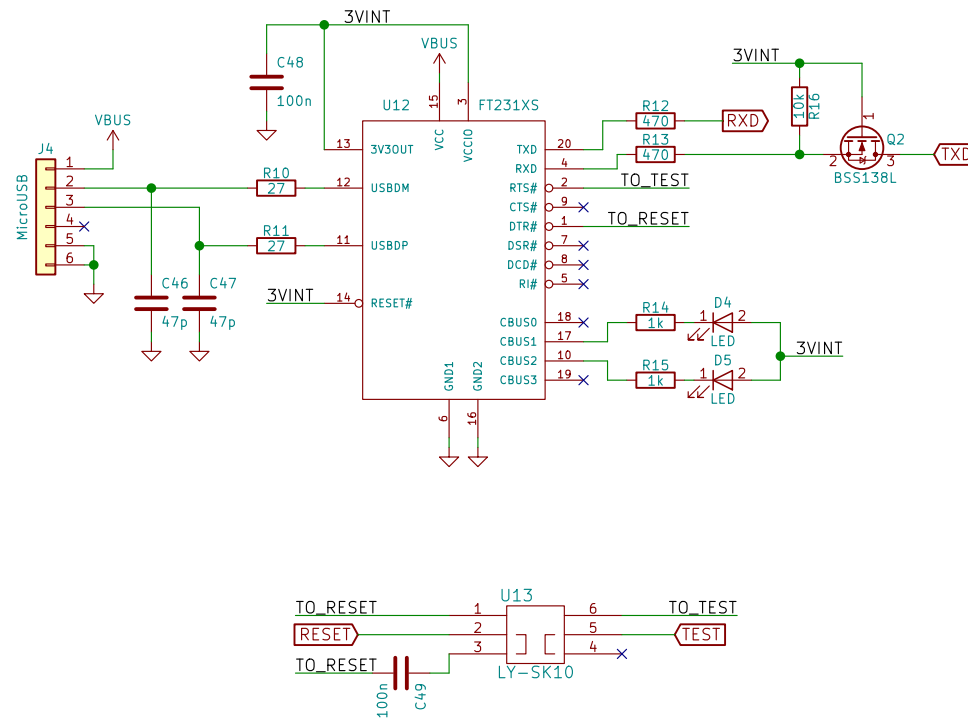 3VINT
C48
100n
VBUS
U12
FT231XS
15
3
VCC
VCCIO
3VINT
10k
R16
1
Q2
2
3
BSS138L
TXD
R12
470
RXD
R13
470
VBUS
J4
MicroUSB
1
2
3
4
5
6
R10
27
R11
27
C46
47p
C47
47p
3VINT
13
3V3OUT
12
USBDM
11
USBDP
14
RESET#
TXD
20
RXD
4
RTS#
2
TO_TEST
CTS#
9
DTR#
1
TO_RESET
DSR#
7
DCD#
8
RI#
5
CBUS0
18
CBUS1
17
CBUS2
10
CBUS3
19
R14
1k
1
D4
2
LED
R15
1k
1
D5
2
LED
3VINT
GND1
GND2
6
16
U13
TO_RESET
1
6
TO_TEST
RESET
2
5
TEST
TO_RESET
3
4
LY-SK10
100n
C49